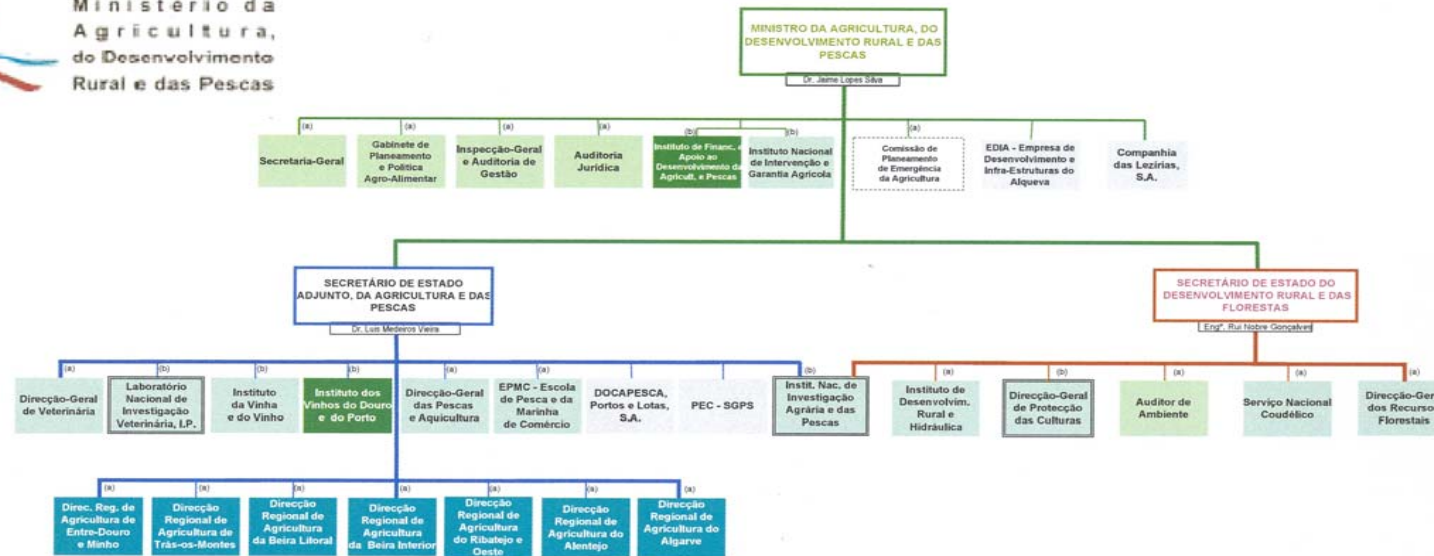 Ministério da
Agricultura,
do Desenvolvimento
Rural e das Pescas
MINISTRO DA AGRICULTURA, DO
DESENVOLVIMENTO RURAL E DAS
PESCAS
Dr. Jaime Lopes Silva
(a)
Secretaria-Geral
(a)
Gabinete de
Planeamento
e Politica
Agro-Alimentar
(a)
Inspecção-Geral
e Auditoria de
Gestão
(a)
Auditoria
Jurídica
(b)
Instituto de Financ. e
Apoio ao
Desenvolvimento da
Agricult. e Pescas
(b)
Instituto Nacional
de Intervenção e
Garantia Agrícola
(a)
Comissão de
Planeamento
de Emergência
da Agricultura
EDIA - Empresa de
Desenvolvimento e
Infra-Estruturas do
Alqueva
Companhia
das Lezírias,
S.A.
SECRETÁRIO DE ESTADO
ADJUNTO, DA AGRICULTURA E DAS
PESCAS
Dr. Luis Medeiros Vieira
SECRETÁRIO DE ESTADO DO
DESENVOLVIMENTO RURAL E DAS
FLORESTAS
Engº. Rui Nobre Gonçalves
(a)
Direcção-Geral
de Veterinária
(b)
Laboratório
Nacional de
Investigação
Veterinária, I.P.
(b)
Instituto
da Vinha
e do Vinho
(b)
Instituto dos
Vinhos do Douro
e do Porto
(a)
Direcção-Geral
das Pescas
e Aquicultura
(a)
EPMC - Escola
de Pesca e da
Marinha
de Comércio
DOCAPESCA,
Portos e Lotas,
S.A.
PEC - SGPS
(b)
Instit. Nac. de
Investigação
Agrária e das
Pescas
(a)
Instituto de
Desenvolvim.
Rural e
Hidráulica
(b)
Direcção-Geral
de Protecção
das Culturas
(a)
Auditor de
Ambiente
(a)
Serviço Nacional
Coudélico
(a)
Direcção-Ger
dos Recurso
Florestais
(a)
Direc. Reg. de
Agricultura de
Entre-Douro
e Minho
(a)
Direcção
Regional de
Agricultura de
Trás-os-Montes
(a)
Direcção
Regional de
Agricultura
da Beira Litoral
(a)
Direcção
Regional de
Agricultura
da Beira Interior
(a)
Direcção
Regional de
Agricultura
do Ribatejo e
Oeste
(a)
Direcção
Regional de
Agricultura do
Alentejo
(a)
Direcção
Regional de
Agricultura do
Algarve